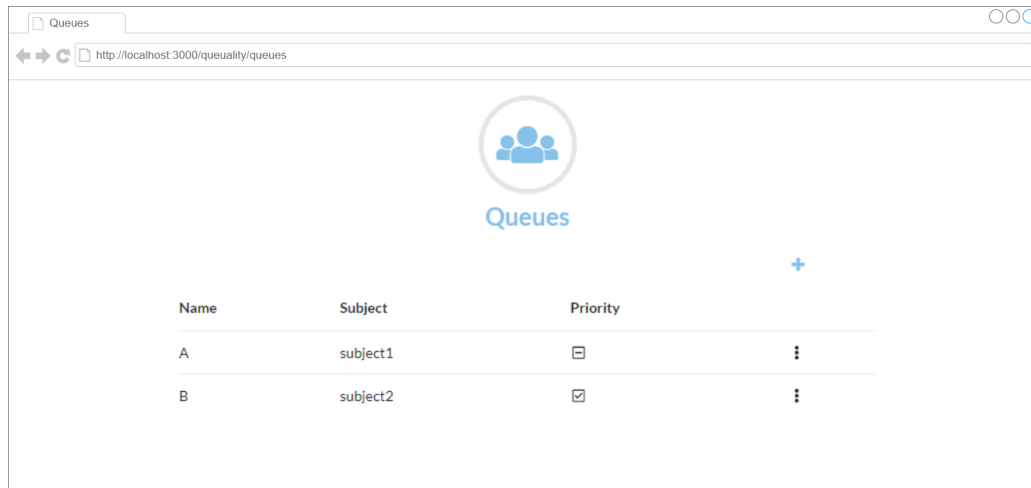 Queues
http://localhost:3000/queuality/queues
Queues
Name Subject Priority
A subject1
B subject2